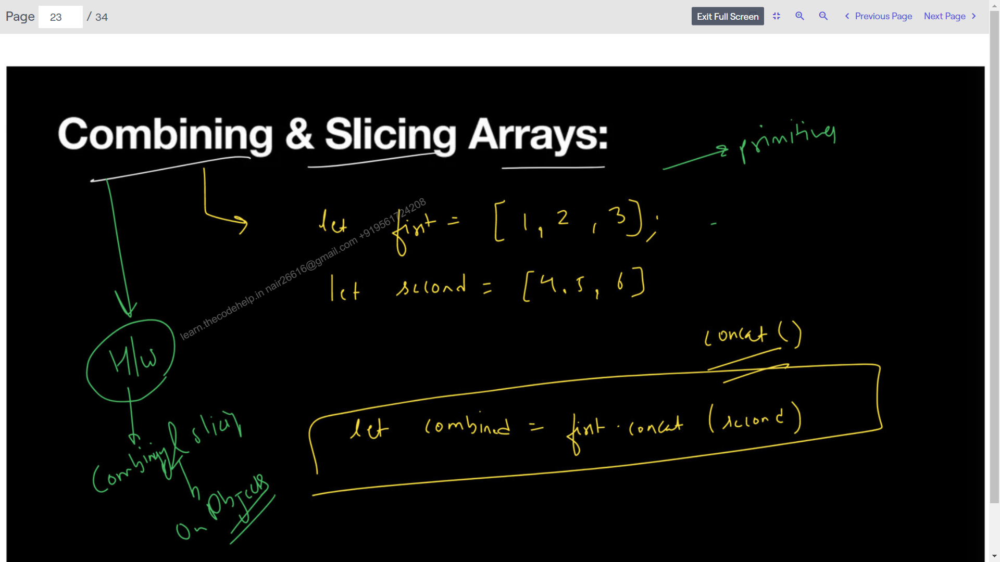 Page 23 / 34
Exit Full Screen
Previous Page
Next Page
Combining & Slicing Arrays:
primitives
let first = [1, 2, 3];
let second = [4, 5, 6]
learn.thecodehelp.in nair26616@gmail.com +919561724208
concat()
H/W
let combined = first.concat (second)
Combining & slicing
on Objects